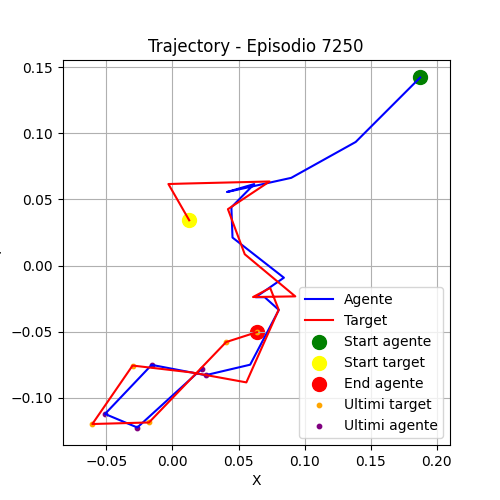 Trajectory - Episodio 7250
0.15
0.10
0.05
0.00
−0.05
−0.10
−0.05
0.00
0.05
0.10
0.15
0.20
X
Agente
Target
Start agente
Start target
End agente
Ultimi target
Ultimi agente